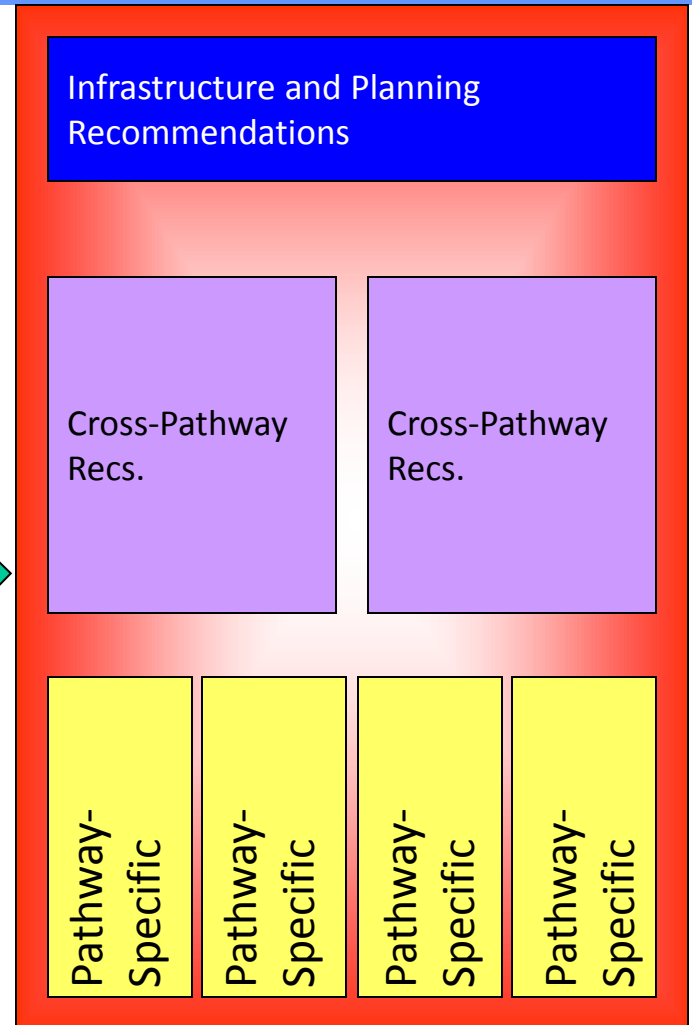 Infrastructure and Planning
Recommendations
Cross-Pathway
Recs.
Cross-Pathway
Recs.
Pathway-
Specific
Pathway-
Specific
Pathway-
Specific
Pathway-
Specific